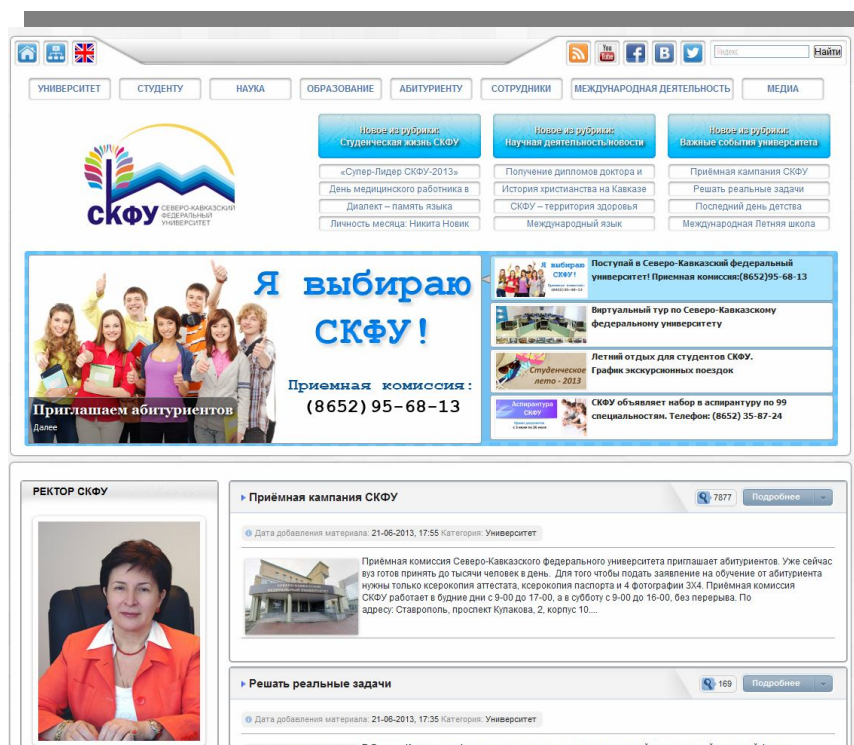 You
Tube
f
B
Яндекс
Найти
УНИВЕРСИТЕТ
СТУДЕНТУ
НАУКА
ОБРАЗОВАНИЕ
АБИТУРИЕНТУ
СОТРУДНИКИ
МЕЖДУНАРОДНАЯ ДЕЯТЕЛЬНОСТЬ
МЕДИА
СКФУ
СЕВЕРО-КАВКАЗСКИЙ
ФЕДЕРАЛЬНЫЙ
УНИВЕРСИТЕТ
Новое из рубрики:
Студенческая жизнь СКФУ
«Супер-Лидер СКФУ-2013»
День медицинского работника в
Диалект – память языка
Личность месяца: Никита Новик
Новое из рубрики:
Научная деятельность/новости
Получение дипломов доктора и
История христианства на Кавказе
СКФУ – территория здоровья
Международный язык
Новое из рубрики:
Важные события университета
Приёмная кампания СКФУ
Решать реальные задачи
Последний день детства
Международная Летняя школа
Я выбираю
СКФУ!
Приемная комиссия:
(8652)95-68-13
Приглашаем абитуриентов
Далее
Я выбираю
СКФУ!
Приемная комиссия:
(8652)95-68-13
Поступай в Северо-Кавказский федеральный
университет! Приемная комиссия:(8652)95-68-13
Виртуальный тур по Северо-Кавказскому
федеральному университету
Студенческое
лето - 2013
Летний отдых для студентов СКФУ.
График экскурсионных поездок
Аспирантура
СКФУ
СКФУ объявляет набор в аспирантуру по 99
специальностям. Телефон: (8652) 35-87-24
РЕКТОР СКФУ
Приёмная кампания СКФУ
7877
Подробнее
Дата добавления материала: 21-06-2013, 17:55 Категория: Университет
Приёмная комиссия Северо-Кавказского федерального университета приглашает абитуриентов. Уже сейчас
вуз готов принять до тысячи человек в день. Для того чтобы подать заявление на обучение от абитуриента
нужны только ксерокопия аттестата, ксерокопия паспорта и 4 фотографии 3Х4. Приёмная комиссия
СКФУ работает в будние дни с 9-00 до 17-00, а в субботу с 9-00 до 16-00, без перерыва. По
адресу: Ставрополь, проспект Кулакова, 2, корпус 10....
Решать реальные задачи
169
Подробнее
Дата добавления материала: 21-06-2013, 17:35 Категория: Университет